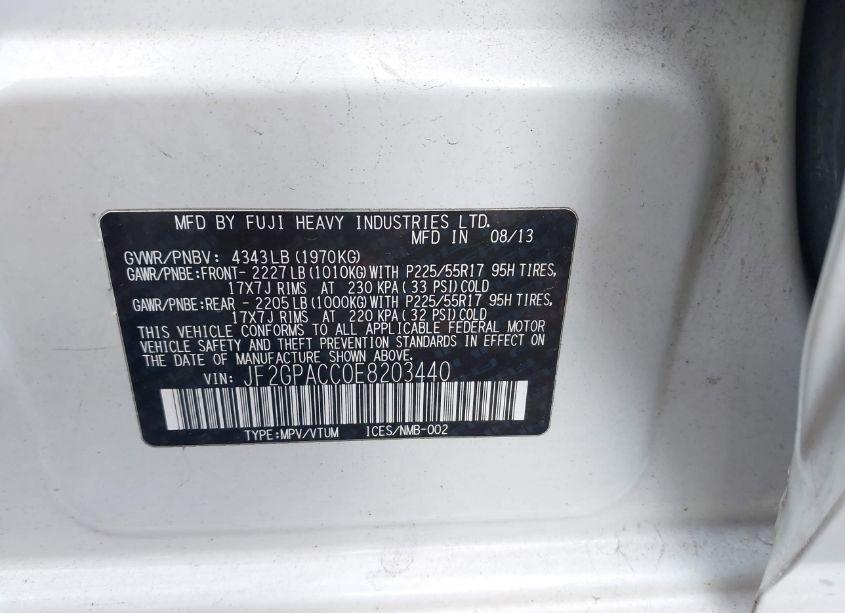 MFD BY FUJI HEAVY INDUSTRIES LTD.
MFD IN 08/13
GVWR/PNBV: 4343LB(1970KG)
GAWR/PNBE:FRONT- 2227LB(1010KG)WITH P225/55R17 95H TIRES,
17X7J RIMS AT 230 KPA( 33 PSI)COLD
GAWR/PNBE:REAR - 2205LB(1000KG)WITH P225/55R17 95H TIRES,
17X7J RIMS AT 220 KPA( 32 PSI)COLD
THIS VEHICLE CONFORMS TO ALL APPLICABLE FEDERAL MOTOR
VEHICLE SAFETY AND THEFT PREVENTION STANDARDS IN EFFECT ON
THE DATE OF MANUFACTURE SHOWN ABOVE.
VIN: JF2GPACC0E8203440
TYPE:MPV/VTUM ICES/NMB-002